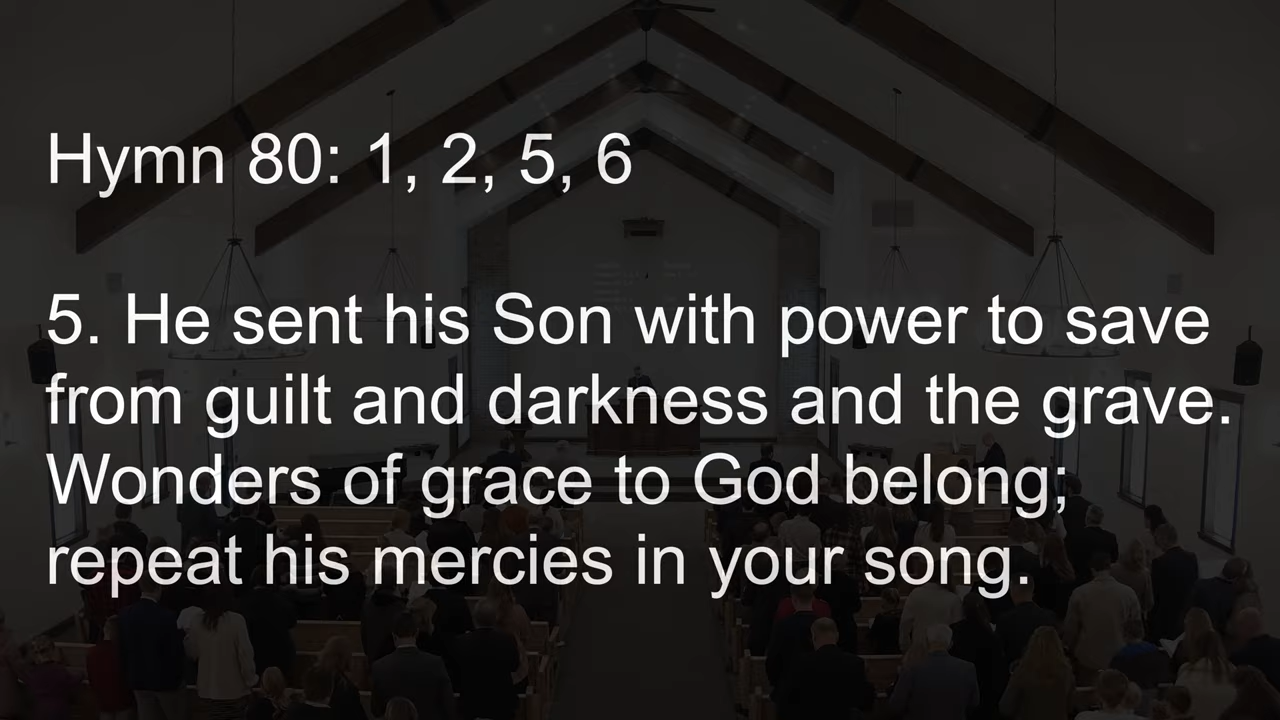 Hymn 80: 1, 2, 5, 6
5. He sent his Son with power to save
from guilt and darkness and the grave.
Wonders of grace to God belong;
repeat his mercies in your song.